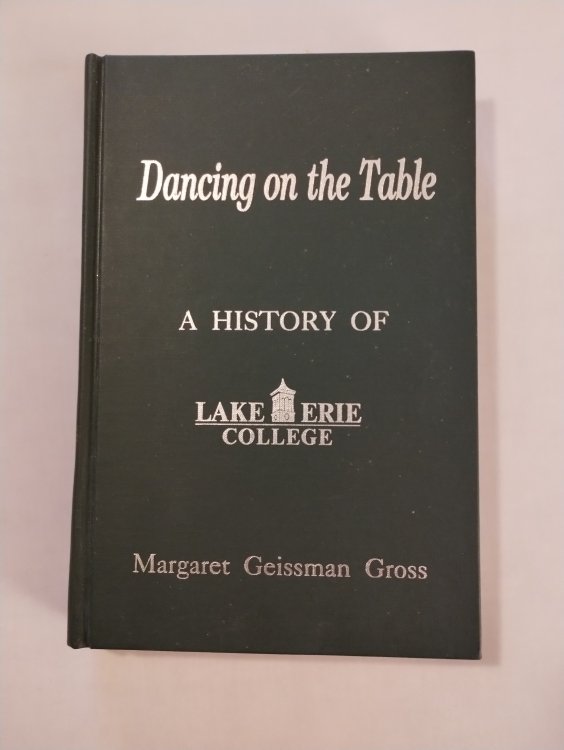 Dancing on the Table
A HISTORY OF
LAKE ERIE
COLLEGE
Margaret Geissman Gross